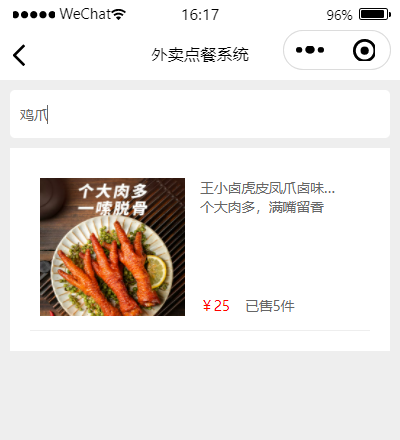 WeChat 16:17 96%
外卖点餐系统
鸡爪
个大肉多
一嗦脱骨
王小卤虎皮凤爪卤味...
个大肉多，满嘴留香
￥25 已售5件